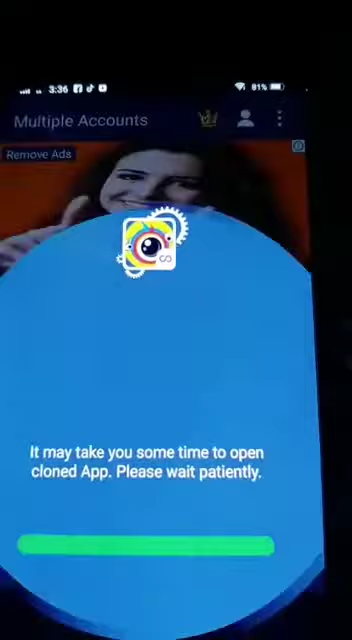 3:36
81%
Multiple Accounts
Remove Ads
It may take you some time to open
cloned App. Please wait patiently.